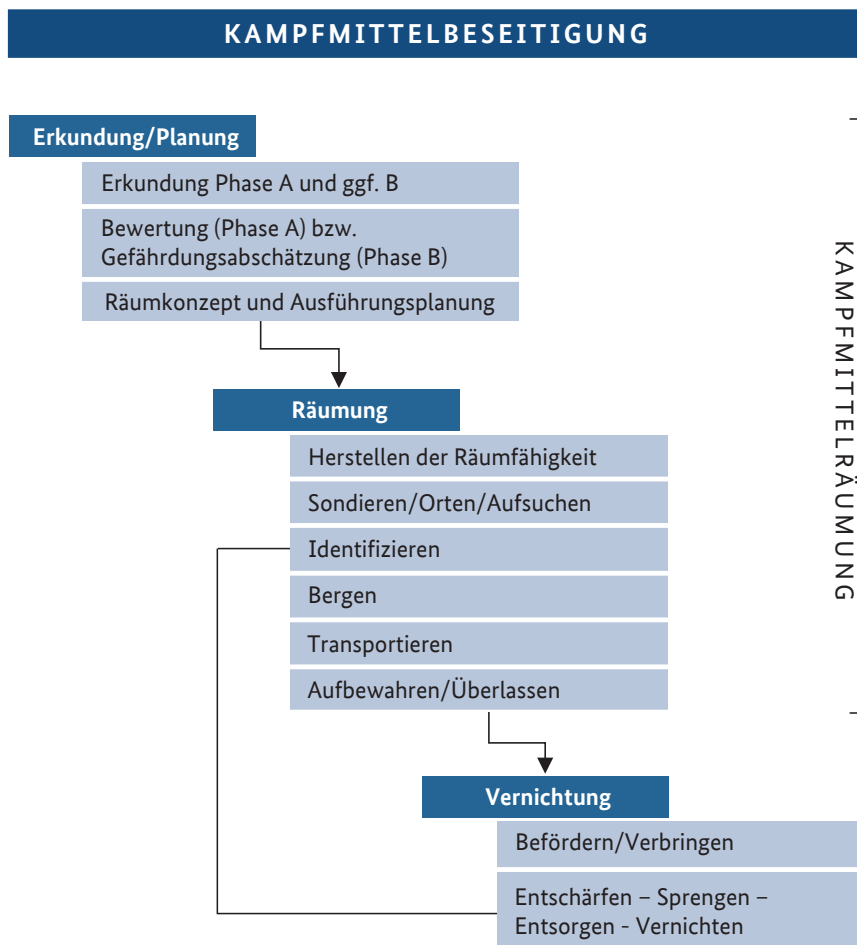 KAMPFMITTELBESEITIGUNG
Erkundung/Planung
Erkundung Phase A und ggf. B
Bewertung (Phase A) bzw.
Gefährdungsabschätzung (Phase B)
Räumkonzept und Ausführungsplanung
Räumung
Herstellen der Räumfähigkeit
Sondieren/Orten/Aufsuchen
Identifizieren
Bergen
Transportieren
Aufbewahren/Überlassen
Vernichtung
Befördern/Verbringen
Entschärfen – Sprengen –
Entsorgen - Vernichten
KAMPFMITTELRÄUMUNG